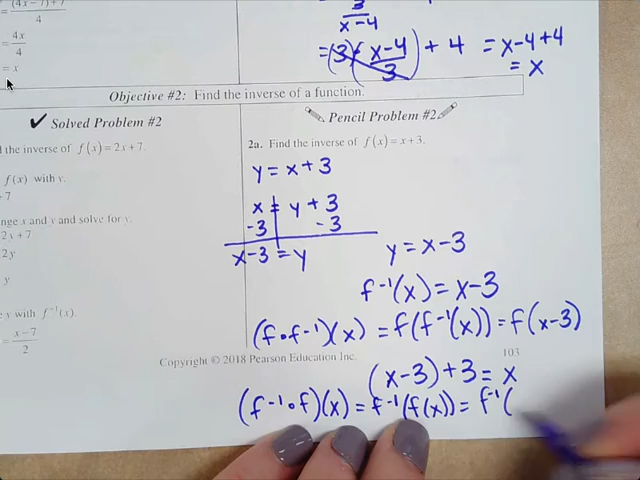 = (4x−7)+7 / 4
= 4x/4
= x
3
x−4
= (3)(x−4/3) + 4 = x−4+4
= x
Objective #2: Find the inverse of a function.
✔ Solved Problem #2
the inverse of f(x) = 2x+7.
f(x) with y.
+7
nge x and y and solve for y.
2y+7
2y
y
y with f⁻¹(x).
= x−7/2
Pencil Problem #2
2a. Find the inverse of f(x) = x+3.
y = x + 3
x = y + 3
-3 -3
x-3 = y
y = x-3
f⁻¹(x) = x-3
(f∘f⁻¹)(x) = f(f⁻¹(x)) = f(x-3)
Copyright © 2018 Pearson Education Inc.
103
(x-3)+3 = x
(f⁻¹∘f)(x) = f⁻¹(f(x)) = f⁻¹(